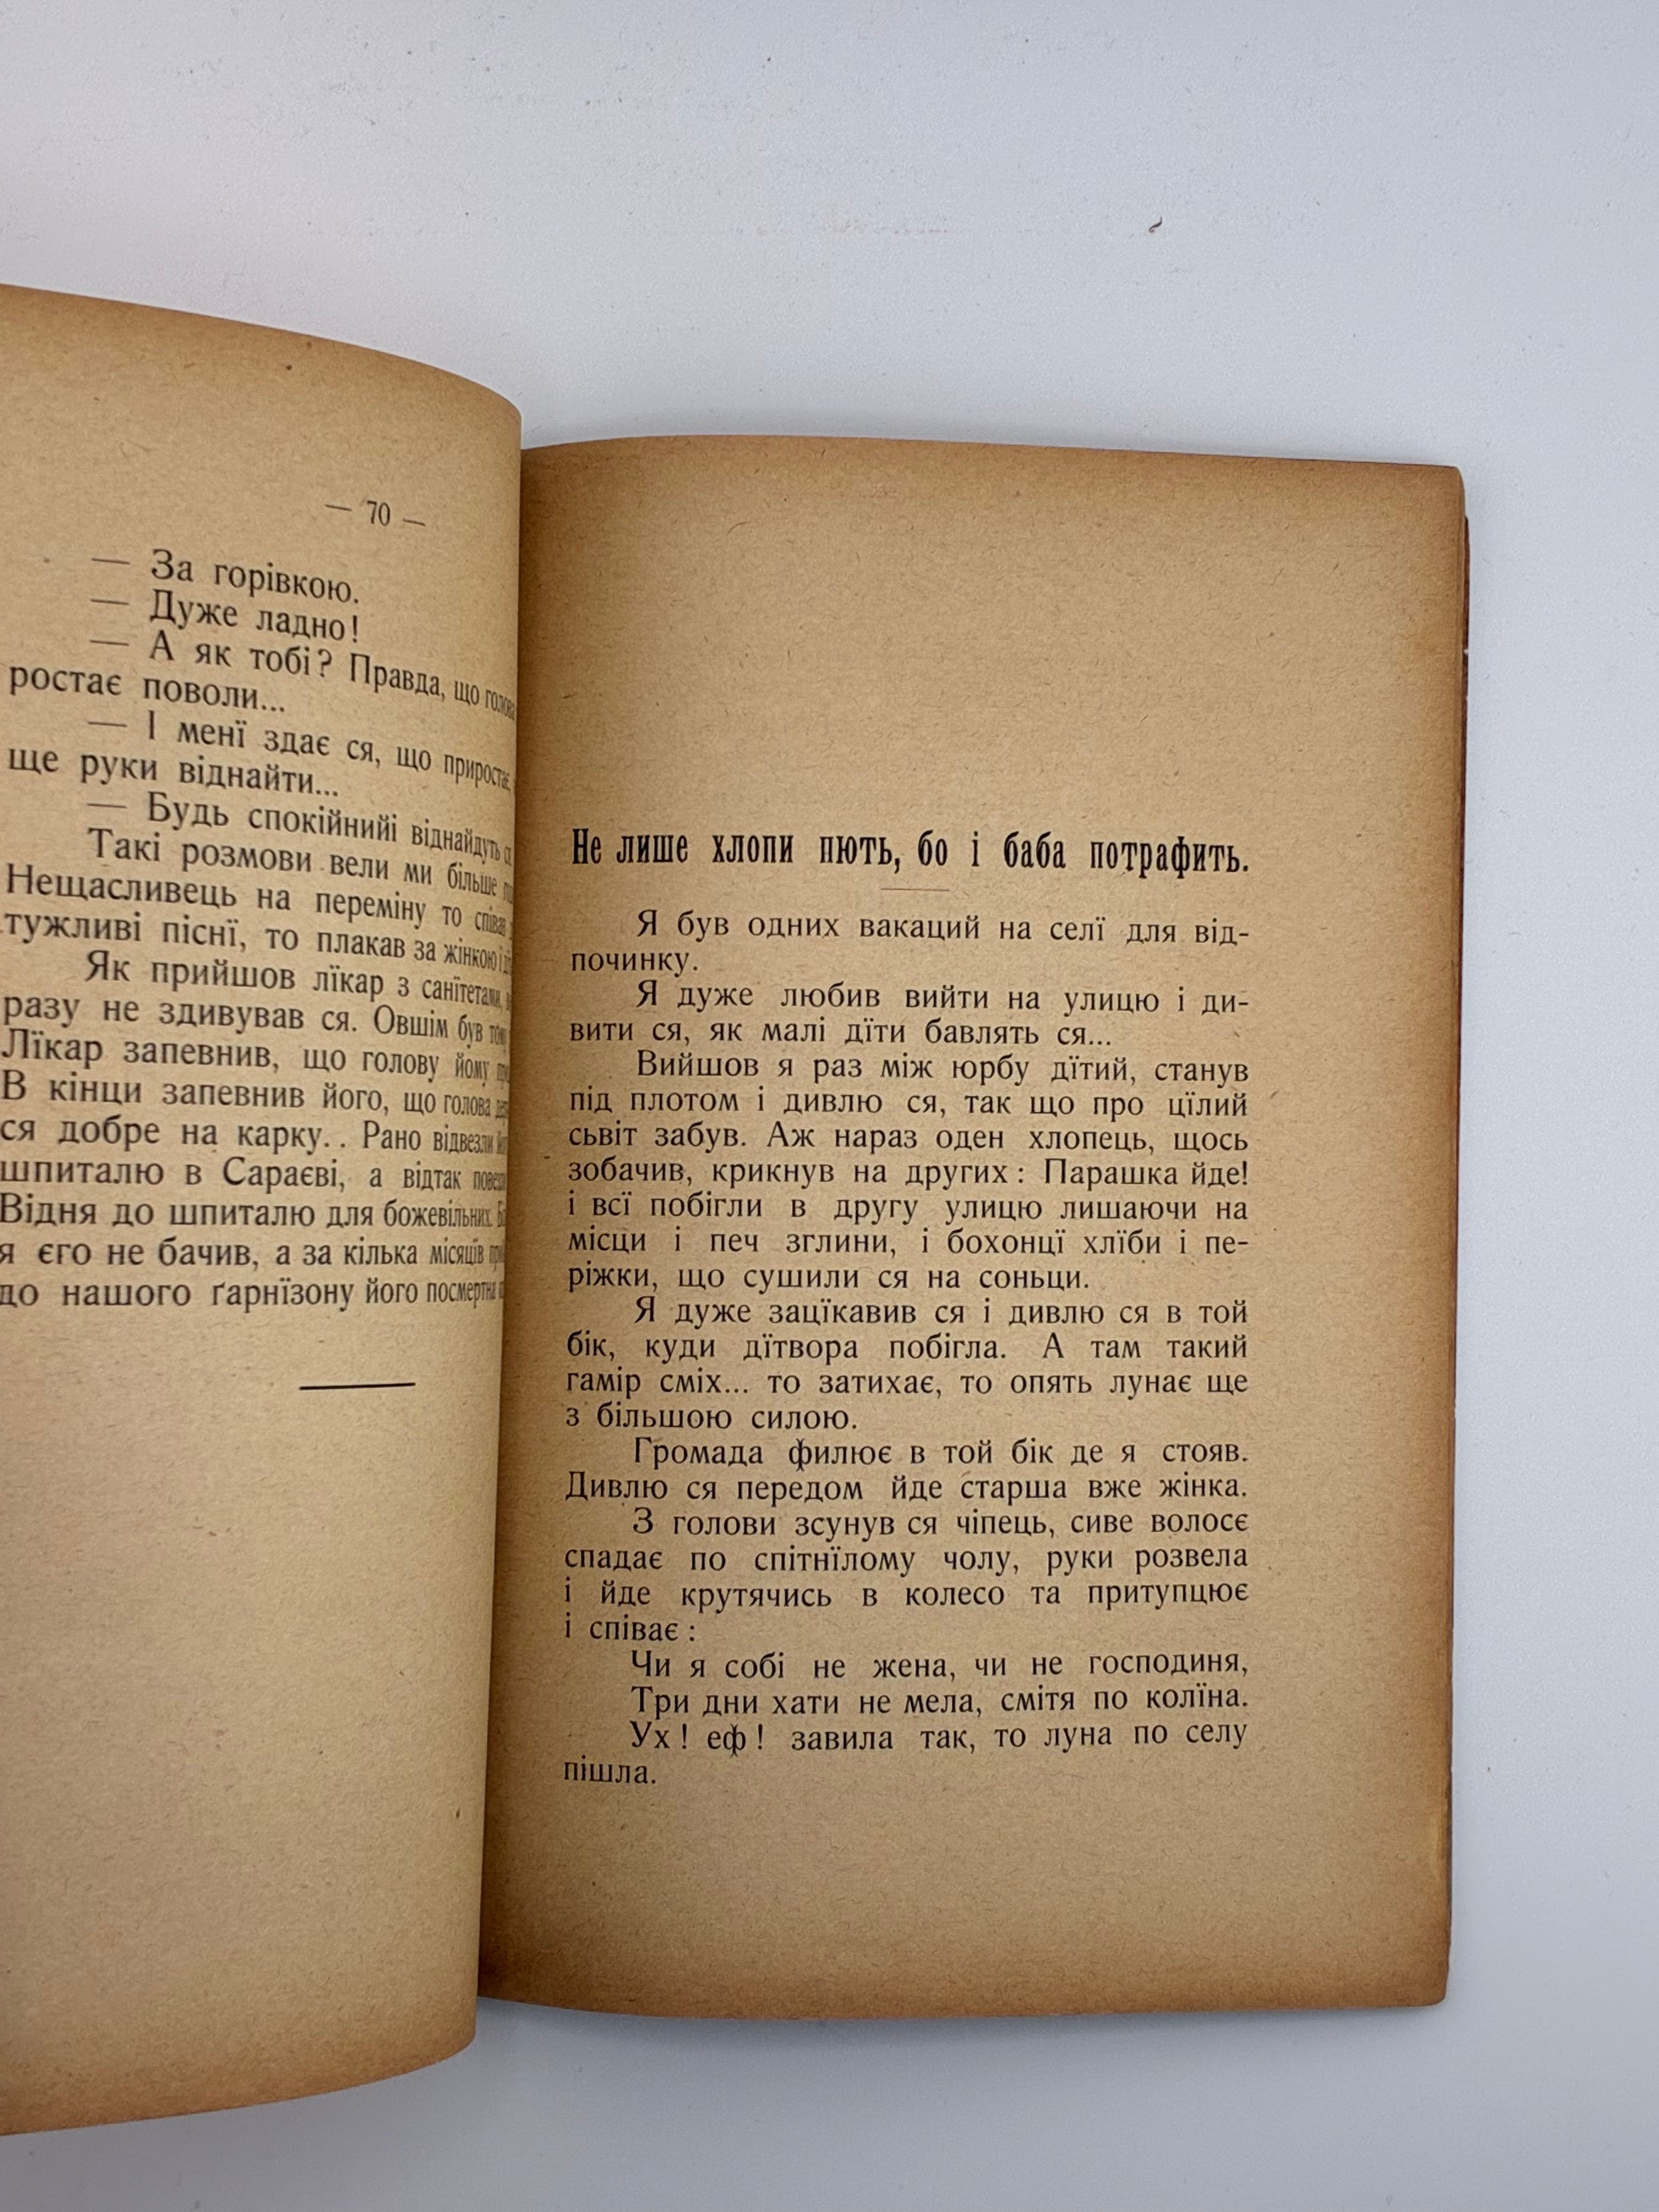 — 70 —
— За горівкою.
— Дуже ладно!
— А як тобі? Правда, що голова
ростає поволи...
— І менї здає ся, що приростає,
ще руки віднайти...
— Будь спокійнийі віднайдуть ся
Такі розмови вели ми більше
Нещасливець на переміну то співав
тужливі піснї, то плакав за жінкою і
Як прийшов лїкар з санїтетами,
разу не здивував ся. Овшім був
Лїкар запевнив, що голову йому
В кінци запевнив його, що голова
ся добре на карку.. Рано відвезли
шпиталю в Сараєві, а відтак
Відня до шпиталю для божевільних.
я єго не бачив, а за кілька місяців
до нашого ґарнїзону його посмертна
Не лише хлопи пють, бо і баба потрафить.
Я був одних вакаций на селї для від-
починку.
Я дуже любив вийти на улицю і ди-
вити ся, як малі дїти бавлять ся...
Вийшов я раз між юрбу дїтий, станув
під плотом і дивлю ся, так що про цїлий
сьвіт забув. Аж нараз оден хлопець, щось
зобачив, крикнув на других: Парашка йде!
і всї побігли в другу улицю лишаючи на
місци і печ зглини, і бохонцї хлїби і пе-
ріжки, що сушили ся на соньци.
Я дуже зацїкавив ся і дивлю ся в той
бік, куди дїтвора побігла. А там такий
гамір сміх... то затихає, то опять лунає ще
з більшою силою.
Громада филює в той бік де я стояв.
Дивлю ся передом йде старша вже жінка.
З голови зсунув ся чіпець, сиве волосє
спадає по спітнїлому чолу, руки розвела
і йде крутячись в колесо та притупцює
і співає:
Чи я собі не жена, чи не господиня,
Три дни хати не мела, смітя по колїна.
Ух! еф! завила так, то луна по селу
пішла.